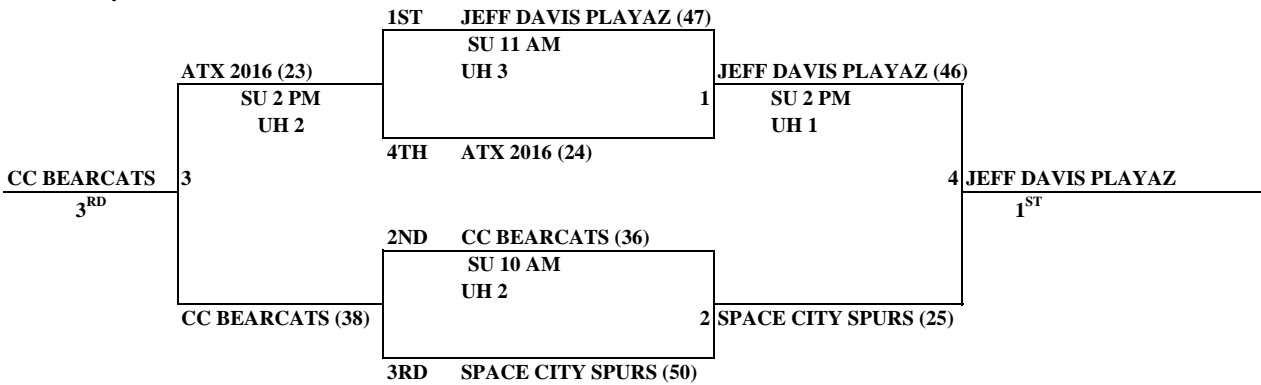 1ST JEFF DAVIS PLAYAZ (47)
SU 11 AM
ATX 2016 (23) UH 3 JEFF DAVIS PLAYAZ (46)
SU 2 PM 1 SU 2 PM
UH 2 UH 1
4TH ATX 2016 (24)
CC BEARCATS 3 4 JEFF DAVIS PLAYAZ
3RD 1ST
2ND CC BEARCATS (36)
SU 10 AM
UH 2
CC BEARCATS (38) 2 SPACE CITY SPURS (25)
3RD SPACE CITY SPURS (50)